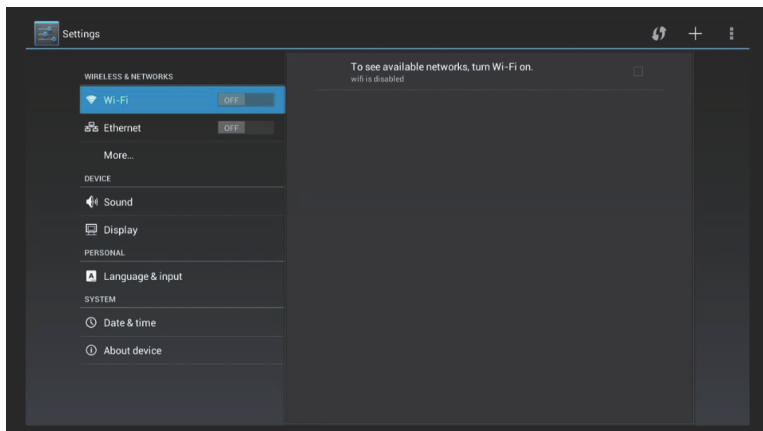 Settings
WIRELESS & NETWORKS
Wi-Fi OFF
Ethernet OFF
More...
DEVICE
Sound
Display
PERSONAL
A Language & input
SYSTEM
Date & time
About device
To see available networks, turn Wi-Fi on.
wifi is disabled